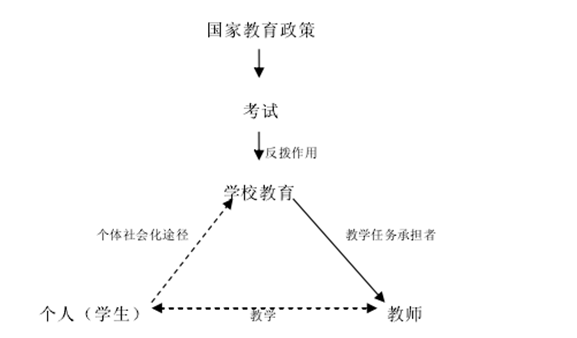 国家教育政策
考试
反拨作用
学校教育
个体社会化途径
教学任务承担者
个人（学生）
教学
教师